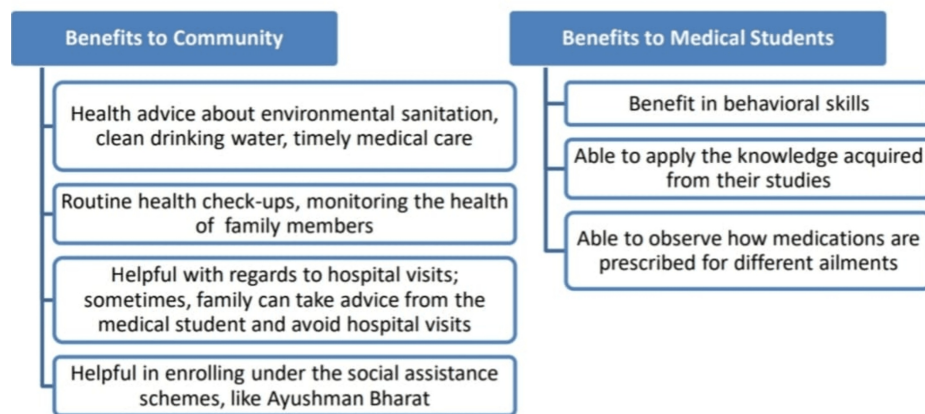 Benefits to Community
Health advice about environmental sanitation,
clean drinking water, timely medical care
Routine health check-ups, monitoring the health
of family members
Helpful with regards to hospital visits;
sometimes, family can take advice from the
medical student and avoid hospital visits
Helpful in enrolling under the social assistance
schemes, like Ayushman Bharat
Benefits to Medical Students
Benefit in behavioral skills
Able to apply the knowledge acquired
from their studies
Able to observe how medications are
prescribed for different ailments